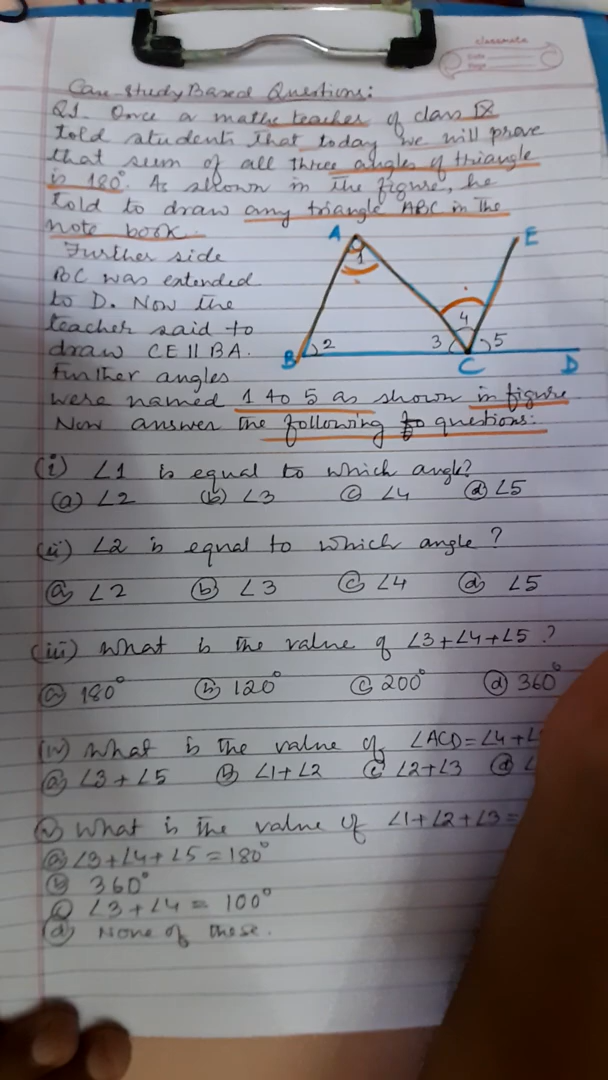 classmate
Date
Page
Case-Study Based Questions:
Q1. Once a maths teacher of class IX
told students that today we will prove
that sum of all three angles of triangle
is 180°. As shown in the figure, he
told to draw any triangle ABC in the
note book.
Further side
BC was extended
to D. Now the
teacher said to
draw CE || BA.
Further angles
A
E
1
4
B
2
3
5
C
D
were named 1 to 5 as shown in figure
Now answer the following questions:
(i) ∠1 is equal to which angle?
(a) ∠2 (b) ∠3 (c) ∠4 (d) ∠5
(ii) ∠2 is equal to which angle?
(a) ∠2 (b) ∠3 (c) ∠4 (d) ∠5
(iii) What is the value of ∠3+∠4+∠5?
(a) 180° (b) 120° (c) 200° (d) 360°
(iv) What is the value of ∠ACD=∠4+∠
(a) ∠3+∠5 (b) ∠1+∠2 (c) ∠2+∠3 (d) ∠
(v) What is the value of ∠1+∠2+∠3=
(a) ∠3+∠4+∠5=180°
(b) 360°
(c) ∠3+∠4= 100°
(d) None of these.